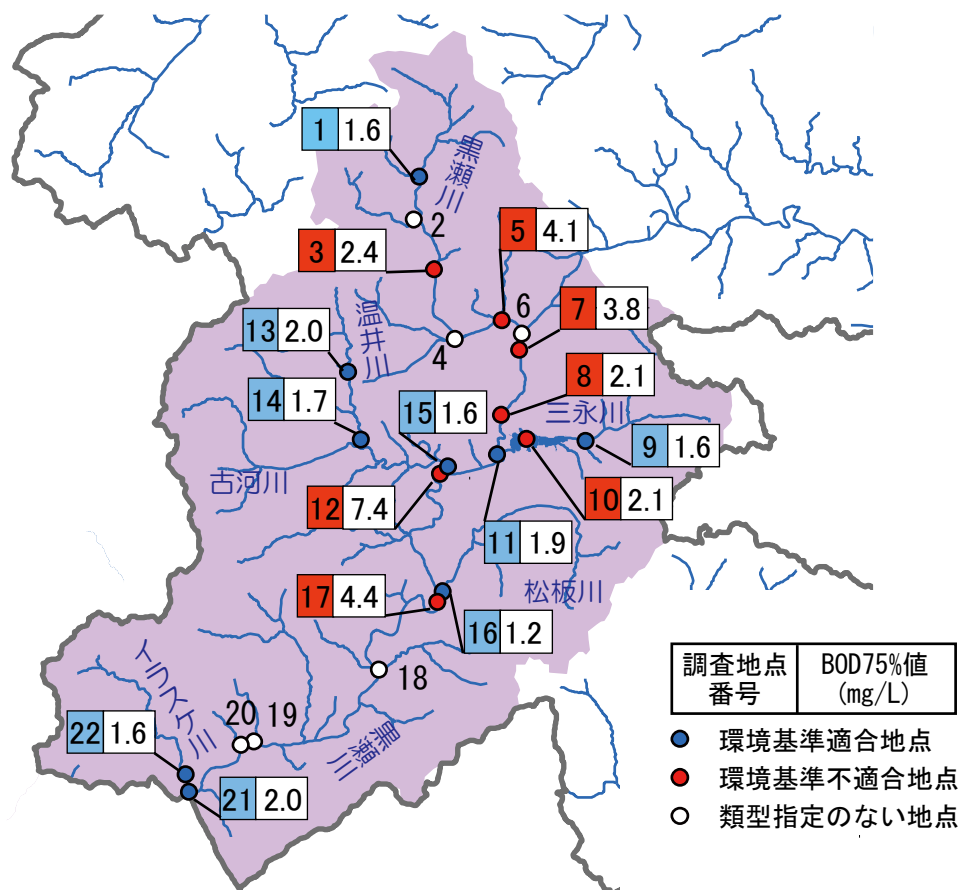 1 1.6
黒瀬川
2
3 2.4
5 4.1
6
7 3.8
温井川
13 2.0
4
8 2.1
14 1.7
15 1.6
三永川
9 1.6
古河川
12 7.4
10 2.1
11 1.9
松板川
17 4.4
16 1.2
18
イラスケ川
20 19
黒瀬川
22 1.6
21 2.0
調査地点
番号
BOD75%値
(mg/L)
環境基準適合地点
環境基準不適合地点
類型指定のない地点